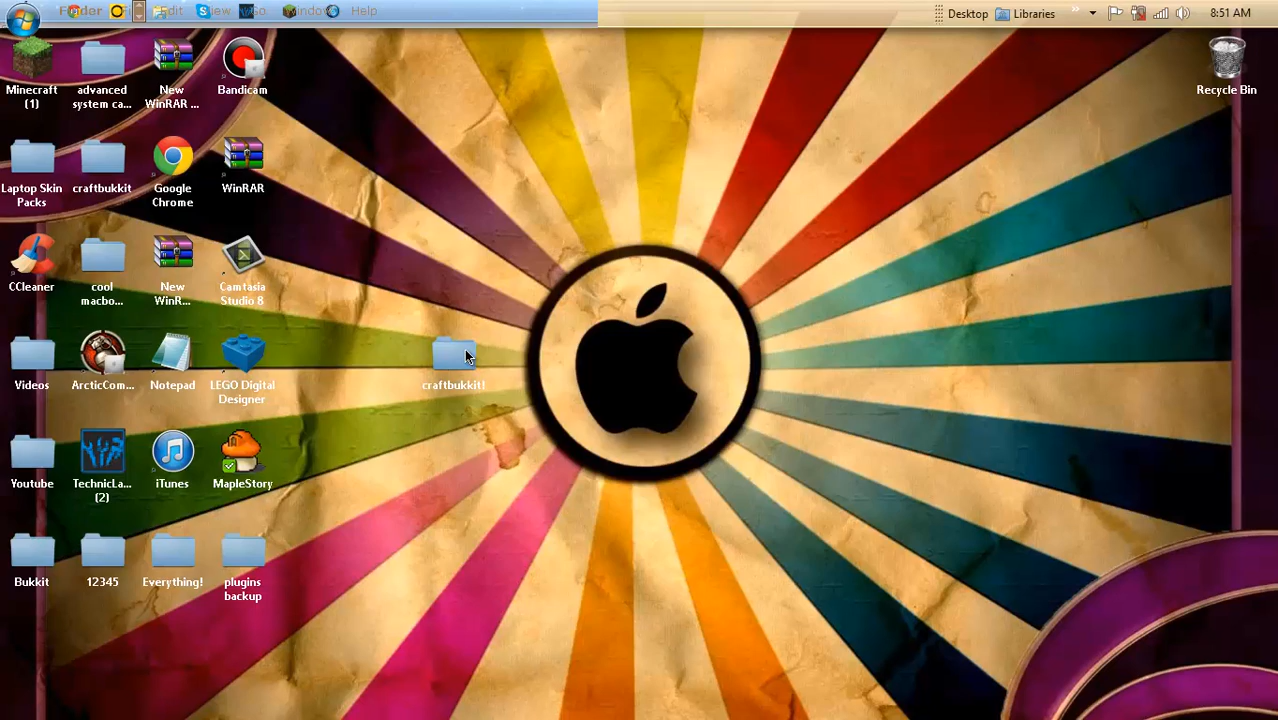 Finder Edit View Go Window Help
Desktop Libraries » 8:51 AM
Minecraft
(1)
advanced
system ca...
New
WinRAR ...
Bandicam
Recycle Bin
Laptop Skin
Packs
craftbukkit
Google
Chrome
WinRAR
CCleaner
cool
macbo...
New
WinR...
Camtasia
Studio 8
Videos
ArcticCom...
Notepad
LEGO Digital
Designer
craftbukkit!
Youtube
TechnicLa...
(2)
iTunes
MapleStory
Bukkit
12345
Everything!
plugins
backup